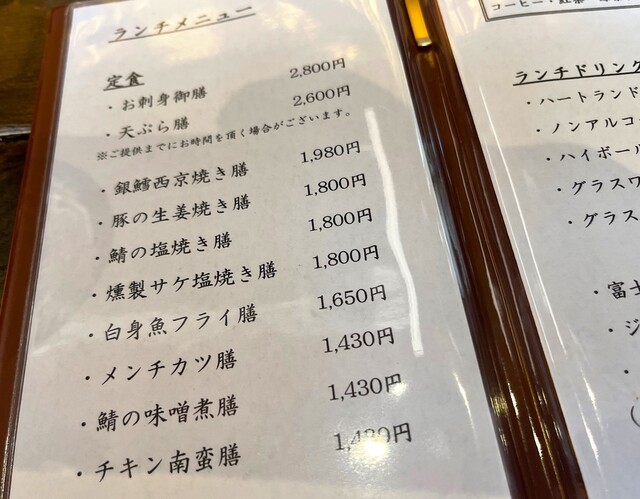 ランチメニュー
定食
・お刺身御膳 2,800円
・天ぷら膳 2,600円
※ご提供までにお時間を頂く場合がございます。
・銀鱈西京焼き膳 1,980円
・豚の生姜焼き膳 1,800円
・鯖の塩焼き膳 1,800円
・燻製サケ塩焼き膳 1,800円
・白身魚フライ膳 1,650円
・メンチカツ膳 1,430円
・鯖の味噌煮膳 1,430円
・チキン南蛮膳
コーヒー・紅茶
ランチドリンク
・ハートランド
・ノンアルコ
・ハイボール
・グラスワ
・グラス
・富士
・ジ